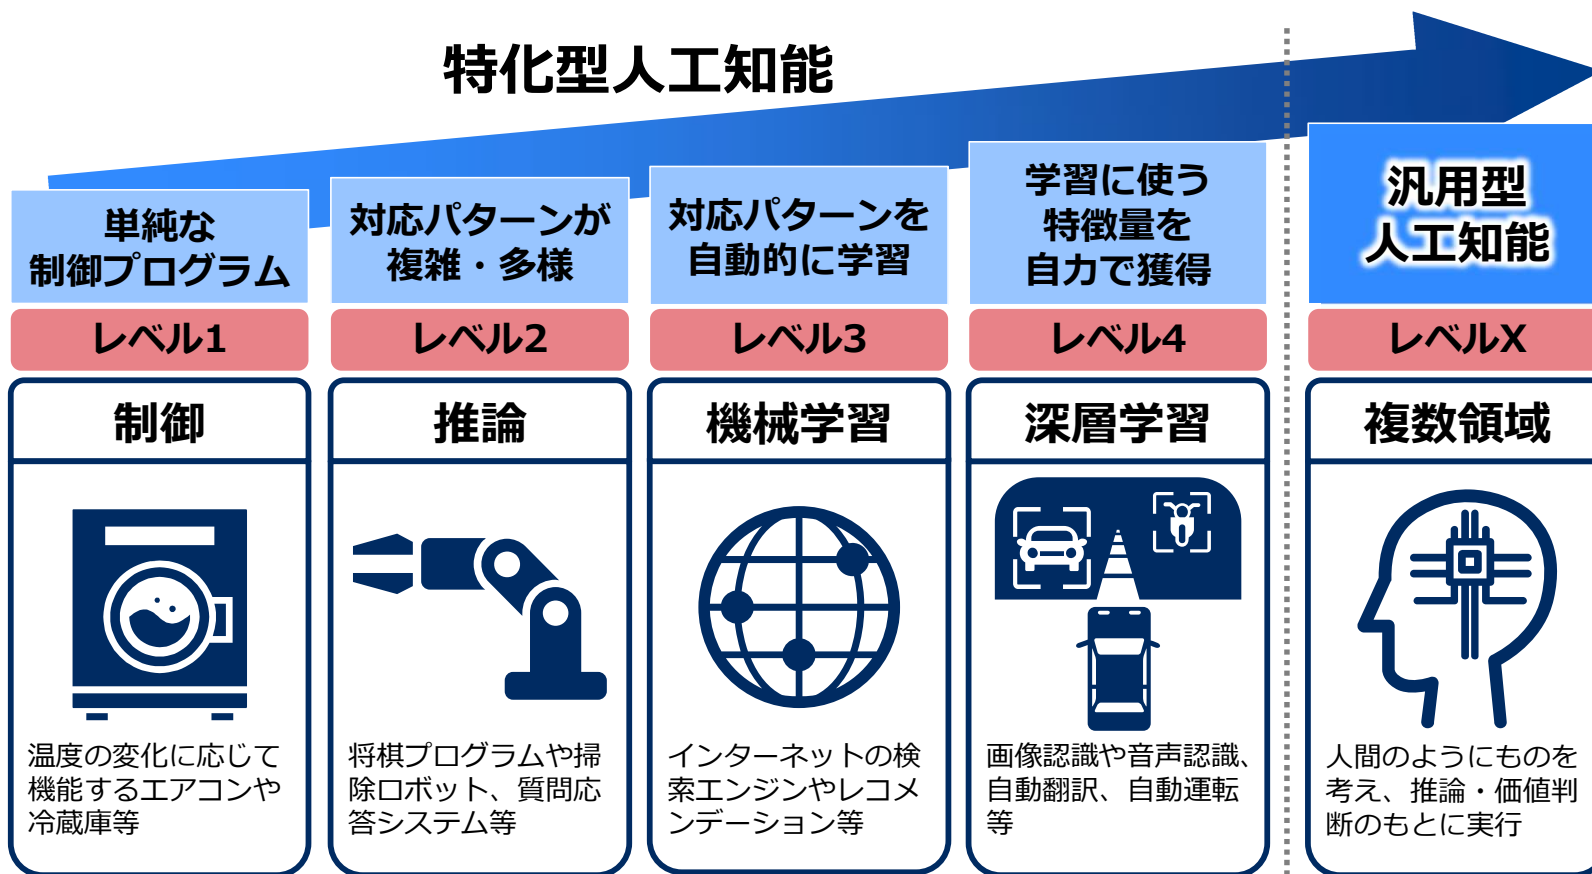 特化型人工知能
単純な
制御プログラム
レベル1
制御
温度の変化に応じて
機能するエアコンや
冷蔵庫等
対応パターンが
複雑・多様
レベル2
推論
将棋プログラムや掃
除ロボット、質問応
答システム等
対応パターンを
自動的に学習
レベル3
機械学習
インターネットの検
索エンジンやレコメ
ンデーション等
学習に使う
特徴量を
自力で獲得
レベル4
深層学習
画像認識や音声認識、
自動翻訳、自動運転
等
汎用型
人工知能
レベルX
複数領域
人間のようにものを
考え、推論・価値判
断のもとに実行